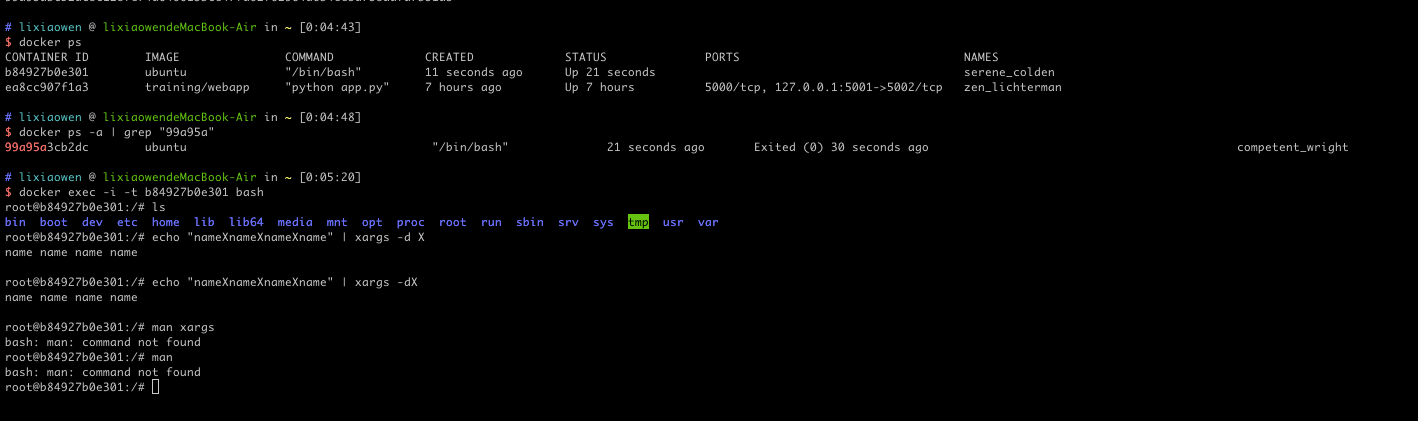 # lixiaowen @ lixiaowendeMacBook-Air in ~ [0:04:43]
$ docker ps
CONTAINER ID        IMAGE               COMMAND             CREATED             STATUS              PORTS                                NAMES
b84927b0e301        ubuntu              "/bin/bash"         11 seconds ago      Up 21 seconds                                            serene_colden
ea8cc907f1a3        training/webapp     "python app.py"     7 hours ago         Up 7 hours          5000/tcp, 127.0.0.1:5001->5002/tcp   zen_lichterman
# lixiaowen @ lixiaowendeMacBook-Air in ~ [0:04:48]
$ docker ps -a | grep "99a95a"
99a95a3cb2dc        ubuntu                                   "/bin/bash"              21 seconds ago       Exited (0) 30 seconds ago                                            competent_wright
# lixiaowen @ lixiaowendeMacBook-Air in ~ [0:05:20]
$ docker exec -i -t b84927b0e301 bash
root@b84927b0e301:/# ls
bin  boot  dev  etc  home  lib  lib64  media  mnt  opt  proc  root  run  sbin  srv  sys  tmp  usr  var
root@b84927b0e301:/# echo "nameXnameXnameXname" | xargs -d X
name name name name
root@b84927b0e301:/# echo "nameXnameXnameXname" | xargs -dX
name name name name
root@b84927b0e301:/# man xargs
bash: man: command not found
root@b84927b0e301:/# man
bash: man: command not found
root@b84927b0e301:/#